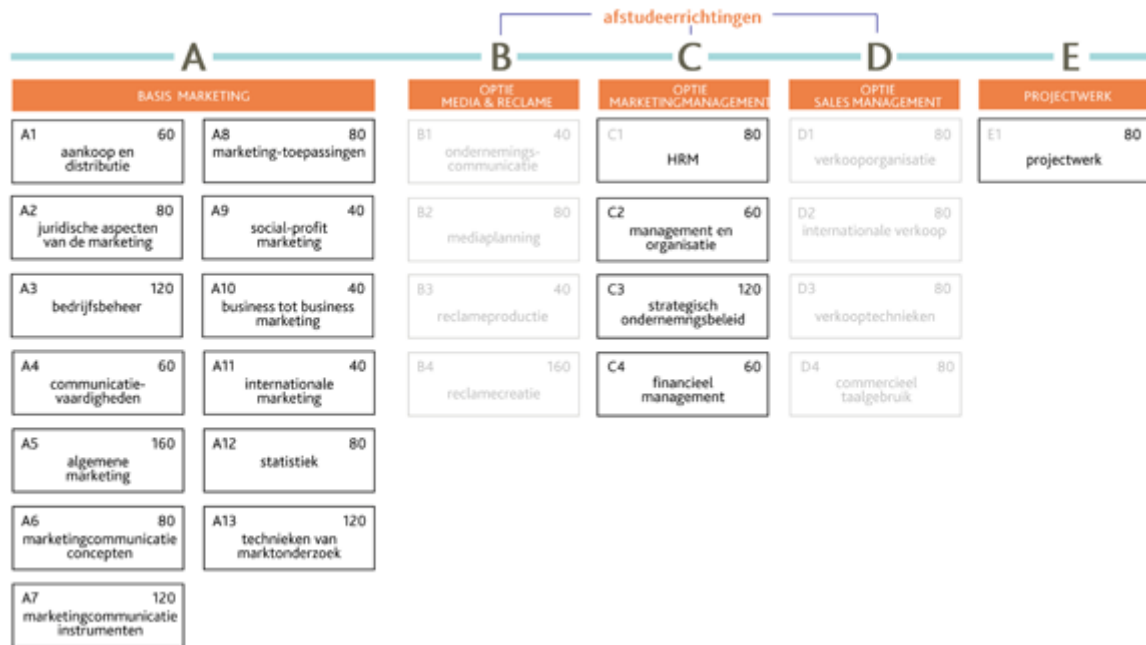 afstudeerrichtingen
A
B
C
D
E
BASIS MARKETING
OPTIE
MEDIA & RECLAME
OPTIE
MARKETINGMANAGEMENT
OPTIE
SALES MANAGEMENT
PROJECTWERK
A1 60
aankoop en
distributie
A2 80
juridische aspecten
van de marketing
A3 120
bedrijfsbeheer
A4 60
communicatie-
vaardigheden
A5 160
algemene
marketing
A6 80
marketingcommunicatie
concepten
A7 120
marketingcommunicatie
instrumenten
A8 80
marketing-toepassingen
A9 40
social-profit
marketing
A10 40
business tot business
marketing
A11 40
internationale
marketing
A12 80
statistiek
A13 120
technieken van
marktonderzoek
B1 40
ondernemings-
communicatie
B2 80
mediaplanning
B3 40
reclameproductie
B4 160
reclamecreatie
C1 80
HRM
C2 60
management en
organisatie
C3 120
strategisch
ondernemngsbeleid
C4 60
financieel
management
D1 80
verkooporganisatie
D2 80
internationale verkoop
D3 80
verkooptechnieken
D4 80
commercieel
taalgebruik
E1 80
projectwerk